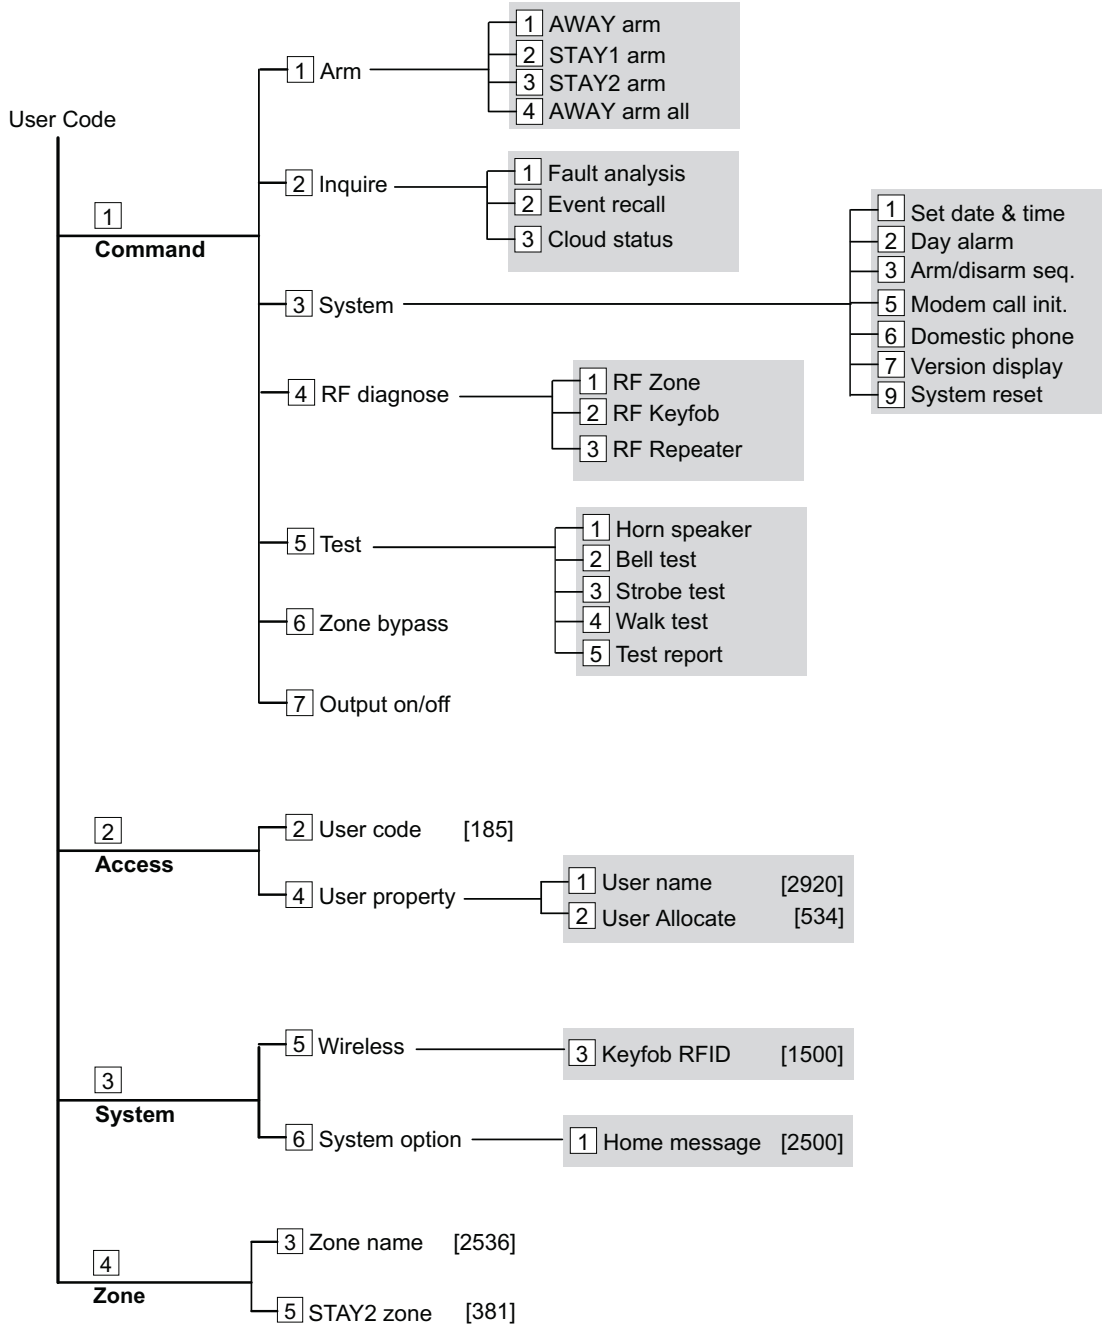 User Code
1
Command
1 Arm
1 AWAY arm
2 STAY1 arm
3 STAY2 arm
4 AWAY arm all
2 Inquire
1 Fault analysis
2 Event recall
3 Cloud status
3 System
1 Set date & time
2 Day alarm
3 Arm/disarm seq.
5 Modem call init.
6 Domestic phone
7 Version display
9 System reset
4 RF diagnose
1 RF Zone
2 RF Keyfob
3 RF Repeater
5 Test
1 Horn speaker
2 Bell test
3 Strobe test
4 Walk test
5 Test report
6 Zone bypass
7 Output on/off
2
Access
2 User code [185]
4 User property
1 User name [2920]
2 User Allocate [534]
3
System
5 Wireless
3 Keyfob RFID [1500]
6 System option
1 Home message [2500]
4
Zone
3 Zone name [2536]
5 STAY2 zone [381]